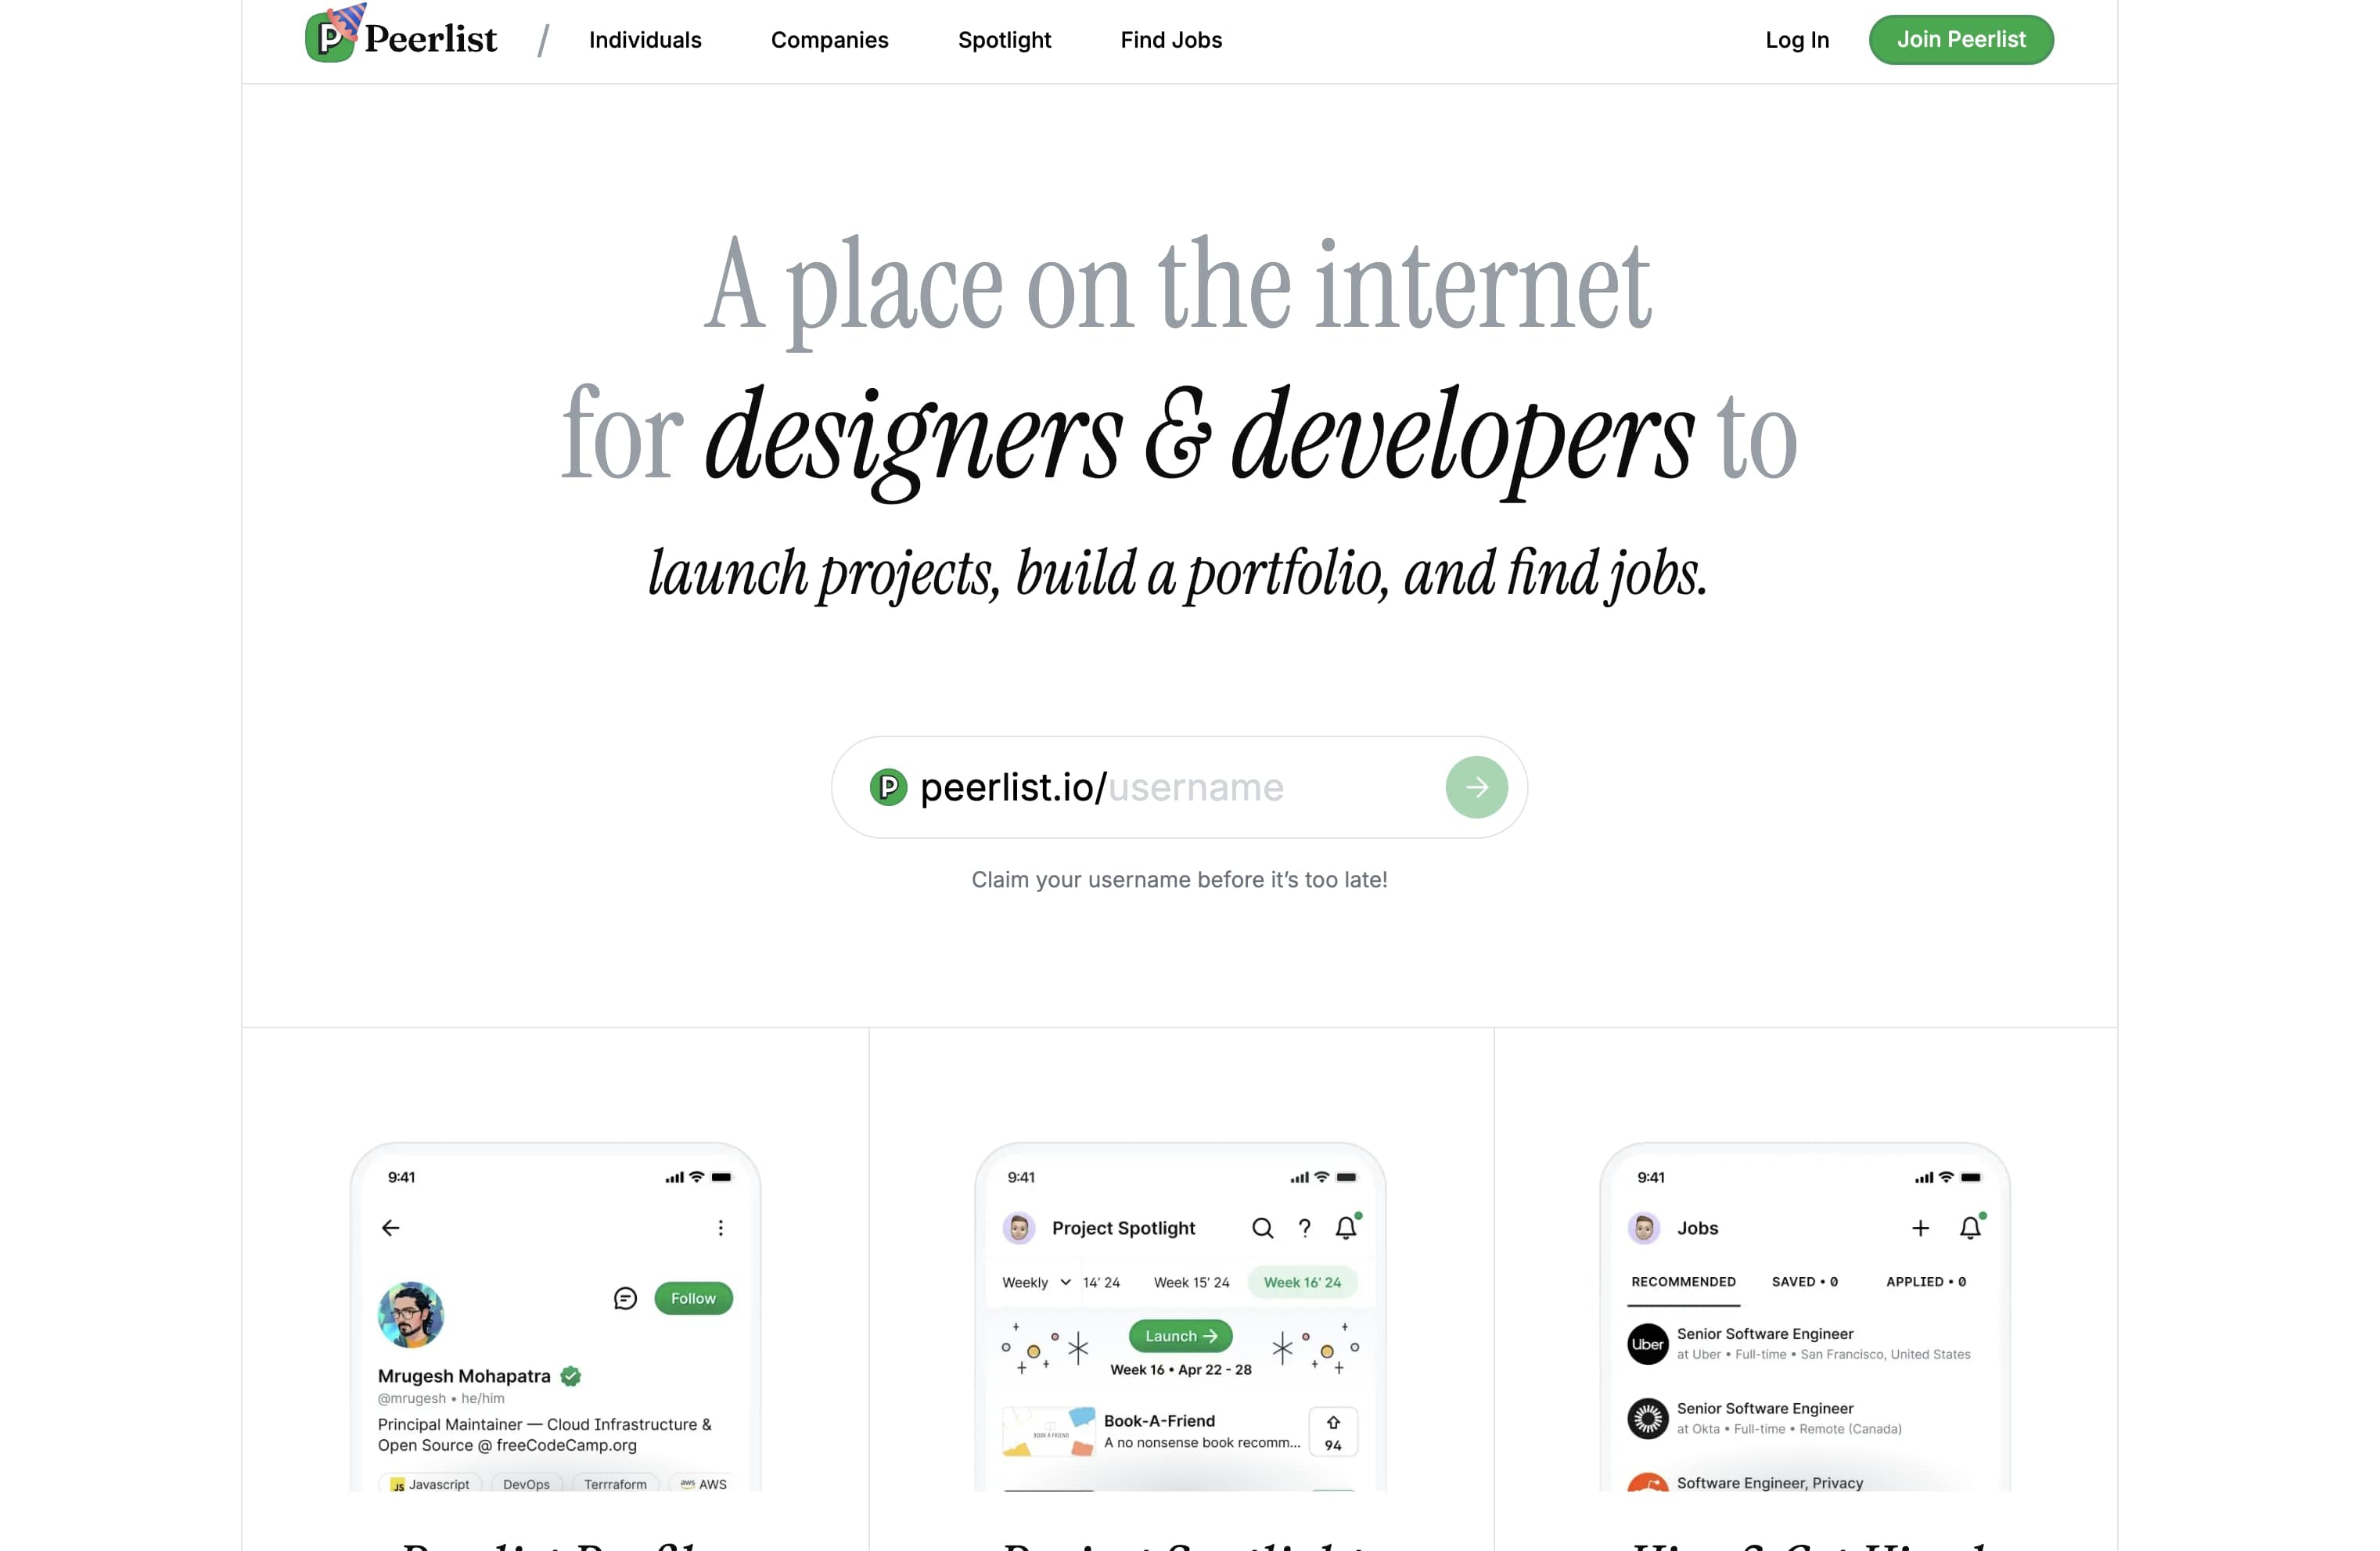 Peerlist / Individuals Companies Spotlight Find Jobs Log In Join Peerlist
A place on the internet
for designers & developers to
launch projects, build a portfolio, and find jobs.
peerlist.io/username
Claim your username before it's too late!
9:41
Follow
Mrugesh Mohapatra
@mrugesh • he/him
Principal Maintainer — Cloud Infrastructure &
Open Source @ freeCodeCamp.org
JS Javascript DevOps Terrraform aws AWS
9:41
Project Spotlight
Weekly 14' 24 Week 15' 24 Week 16' 24
Launch →
Week 16 • Apr 22 - 28
BOOK A FRIEND
Book-A-Friend
A no nonsense book recomm...
94
9:41
Jobs
RECOMMENDED SAVED • 0 APPLIED • 0
Uber
Senior Software Engineer
at Uber • Full-time • San Francisco, United States
Senior Software Engineer
at Okta • Full-time • Remote (Canada)
Software Engineer, Privacy